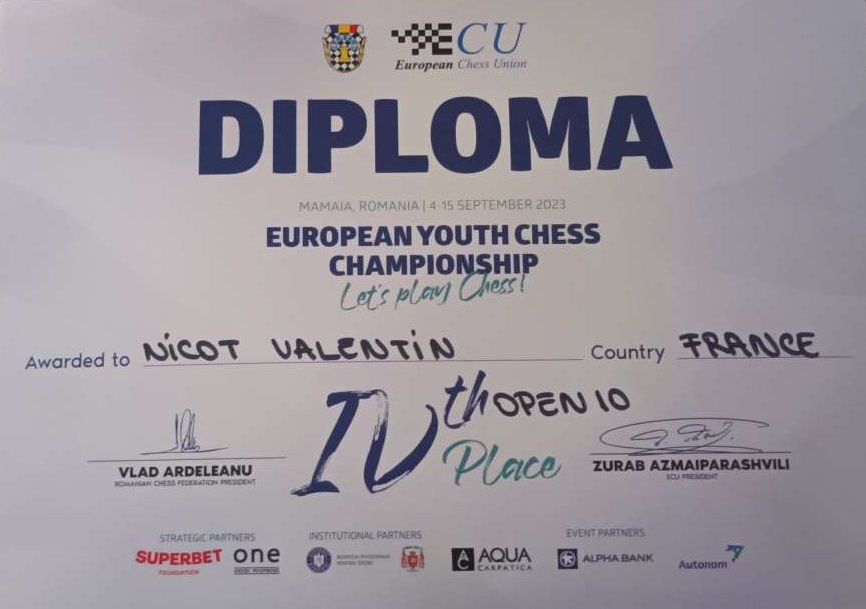 ECU
European Chess Union
DIPLOMA
MAMAIA, ROMANIA | 4-15 SEPTEMBER 2023
EUROPEAN YOUTH CHESS
CHAMPIONSHIP
Let's play Chess!
Awarded to NiCOT VALENTiN Country FRANCE
IVth OPEN 10
Place
VLAD ARDELEANU
ROMANIAN CHESS FEDERATION PRESIDENT
ZURAB AZMAIPARASHVILI
ECU PRESIDENT
STRATEGIC PARTNERS INSTITUTIONAL PARTNERS EVENT PARTNERS
SUPERBET one AQUA ALPHA BANK Autonom
FOUNDATION CARPATICA